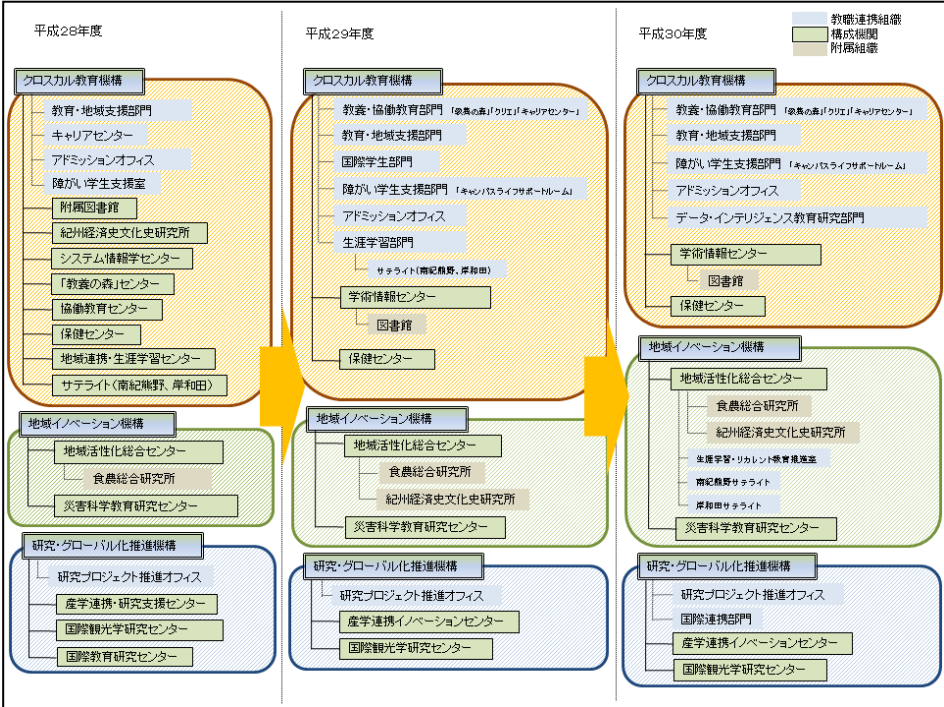 平成28年度
クロスカル教育機構
教育・地域支援部門
キャリアセンター
アドミッションオフィス
障がい学生支援室
附属図書館
紀州経済史文化史研究所
システム情報学センター
「教養の森」センター
協働教育センター
保健センター
地域連携・生涯学習センター
サテライト(南紀熊野、岸和田)
地域イノベーション機構
地域活性化総合センター
食農総合研究所
災害科学教育研究センター
研究・グローバル化推進機構
研究プロジェクト推進オフィス
産学連携・研究支援センター
国際観光学研究センター
国際教育研究センター
平成29年度
クロスカル教育機構
教養・協働教育部門 「教養の森」「クリエ」「キャリアセンター」
教育・地域支援部門
国際学生部門
障がい学生支援部門 「キャンパスライフサポートルーム」
アドミッションオフィス
生涯学習部門
サテライト(南紀熊野、岸和田)
学術情報センター
図書館
保健センター
地域イノベーション機構
地域活性化総合センター
食農総合研究所
紀州経済史文化史研究所
災害科学教育研究センター
研究・グローバル化推進機構
研究プロジェクト推進オフィス
産学連携イノベーションセンター
国際観光学研究センター
平成30年度
教職連携組織
構成機関
附属組織
クロスカル教育機構
教養・協働教育部門 「教養の森」「クリエ」「キャリアセンター」
教育・地域支援部門
障がい学生支援部門 「キャンパスライフサポートルーム」
アドミッションオフィス
データ・インテリジェンス教育研究部門
学術情報センター
図書館
保健センター
地域イノベーション機構
地域活性化総合センター
食農総合研究所
紀州経済史文化史研究所
生涯学習・リカレント教育推進室
南紀熊野サテライト
岸和田サテライト
災害科学教育研究センター
研究・グローバル化推進機構
研究プロジェクト推進オフィス
国際連携部門
産学連携イノベーションセンター
国際観光学研究センター